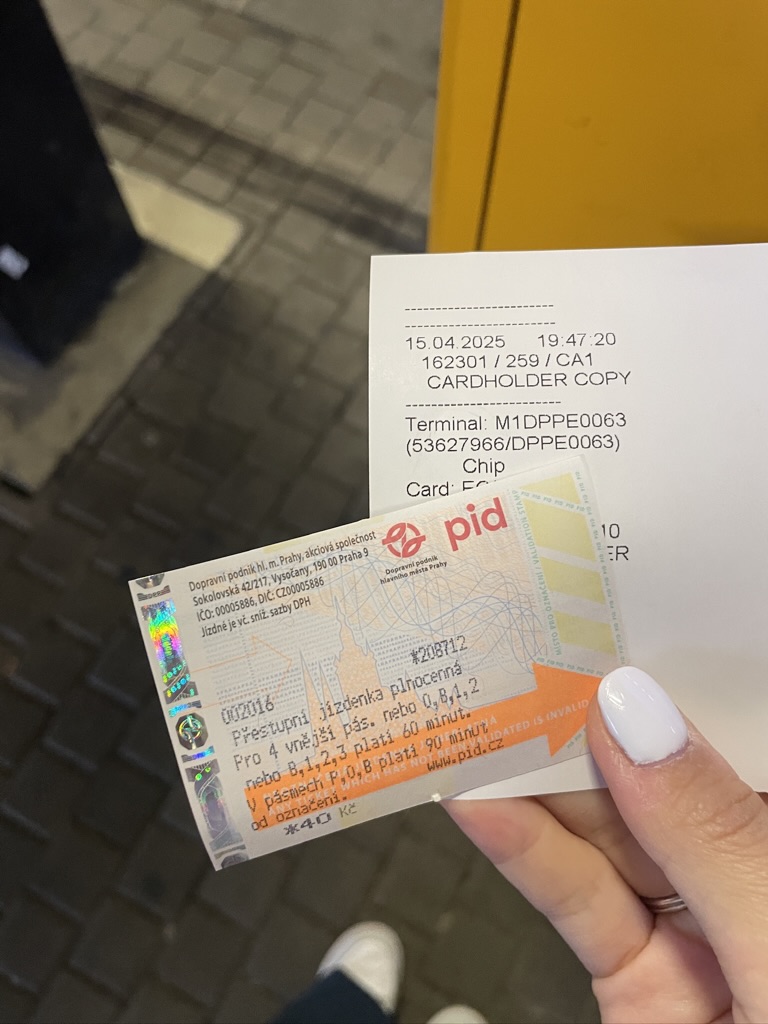 --------------------------
--------------------------
15.04.2025 19:47:20
162301 / 259 / CA1
CARDHOLDER COPY
--------------------------
Terminal: M1DPPE0063
(53627966/DPPE0063)
Chip
Card:
Dopravní podnik hl. m. Prahy, akciová společnost
Sokolovská 42/217, Vysočany, 190 00 Praha 9
IČO: 00005886, DIČ: CZ00005886
Jízdné je vč. sníž. sazby DPH
Dopravní podnik
hlavního města Prahy
pid
*208712
002016
Přestupní jízdenka plnocenná
Pro 4 vnější pás. nebo 0,B,1,2
nebo B,1,2,3 platí 60 minut.
V pásmech P,0,B platí 90 minut
od označení.
www.pid.cz
*40 Kč